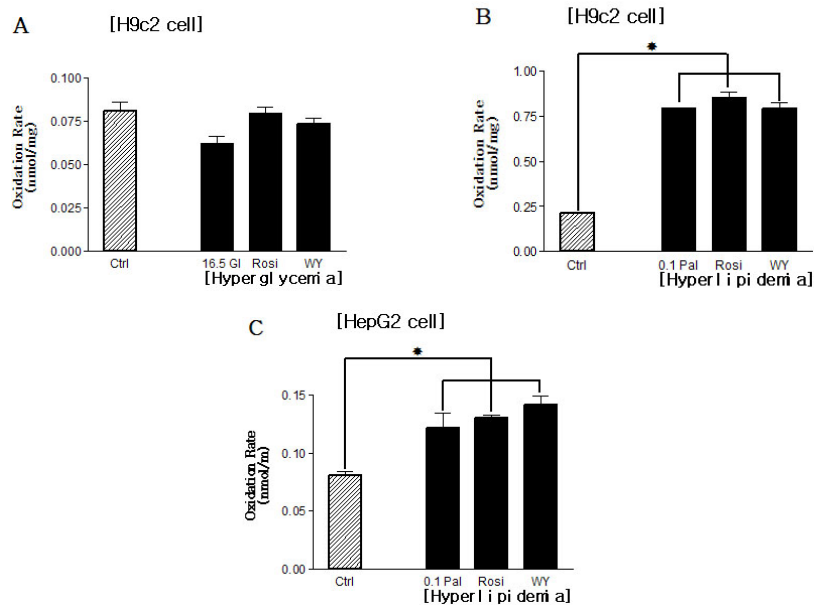 A
[H9c2 cell]
Oxidation Rate
(nmol/mg)
0.100
0.075
0.050
0.025
0.000
Ctrl
16.5 Gl
Rosi
WY
[Hyperglycemia]
B
[H9c2 cell]
*
Oxidation Rate
(nmol/mg)
1.00
0.75
0.50
0.25
0.00
Ctrl
0.1 Pal
Rosi
WY
[Hyperlipidemia]
C
[HepG2 cell]
*
Oxidation Rate
(nmol/m)
0.15
0.10
0.05
0.00
Ctrl
0.1 Pal
Rosi
WY
[Hyperlipidemia]